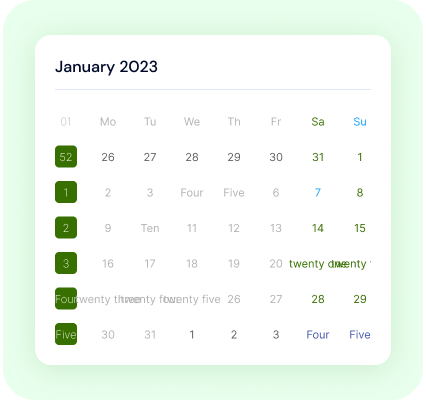 January 2023
01 Mo Tu We Th Fr Sa Su
52 26 27 28 29 30 31 1
1 2 3 Four Five 6 7 8
2 9 Ten 11 12 13 14 15
3 16 17 18 19 20 twenty one twenty
Four twenty three twenty four twenty five 26 27 28 29
Five 30 31 1 2 3 Four Five